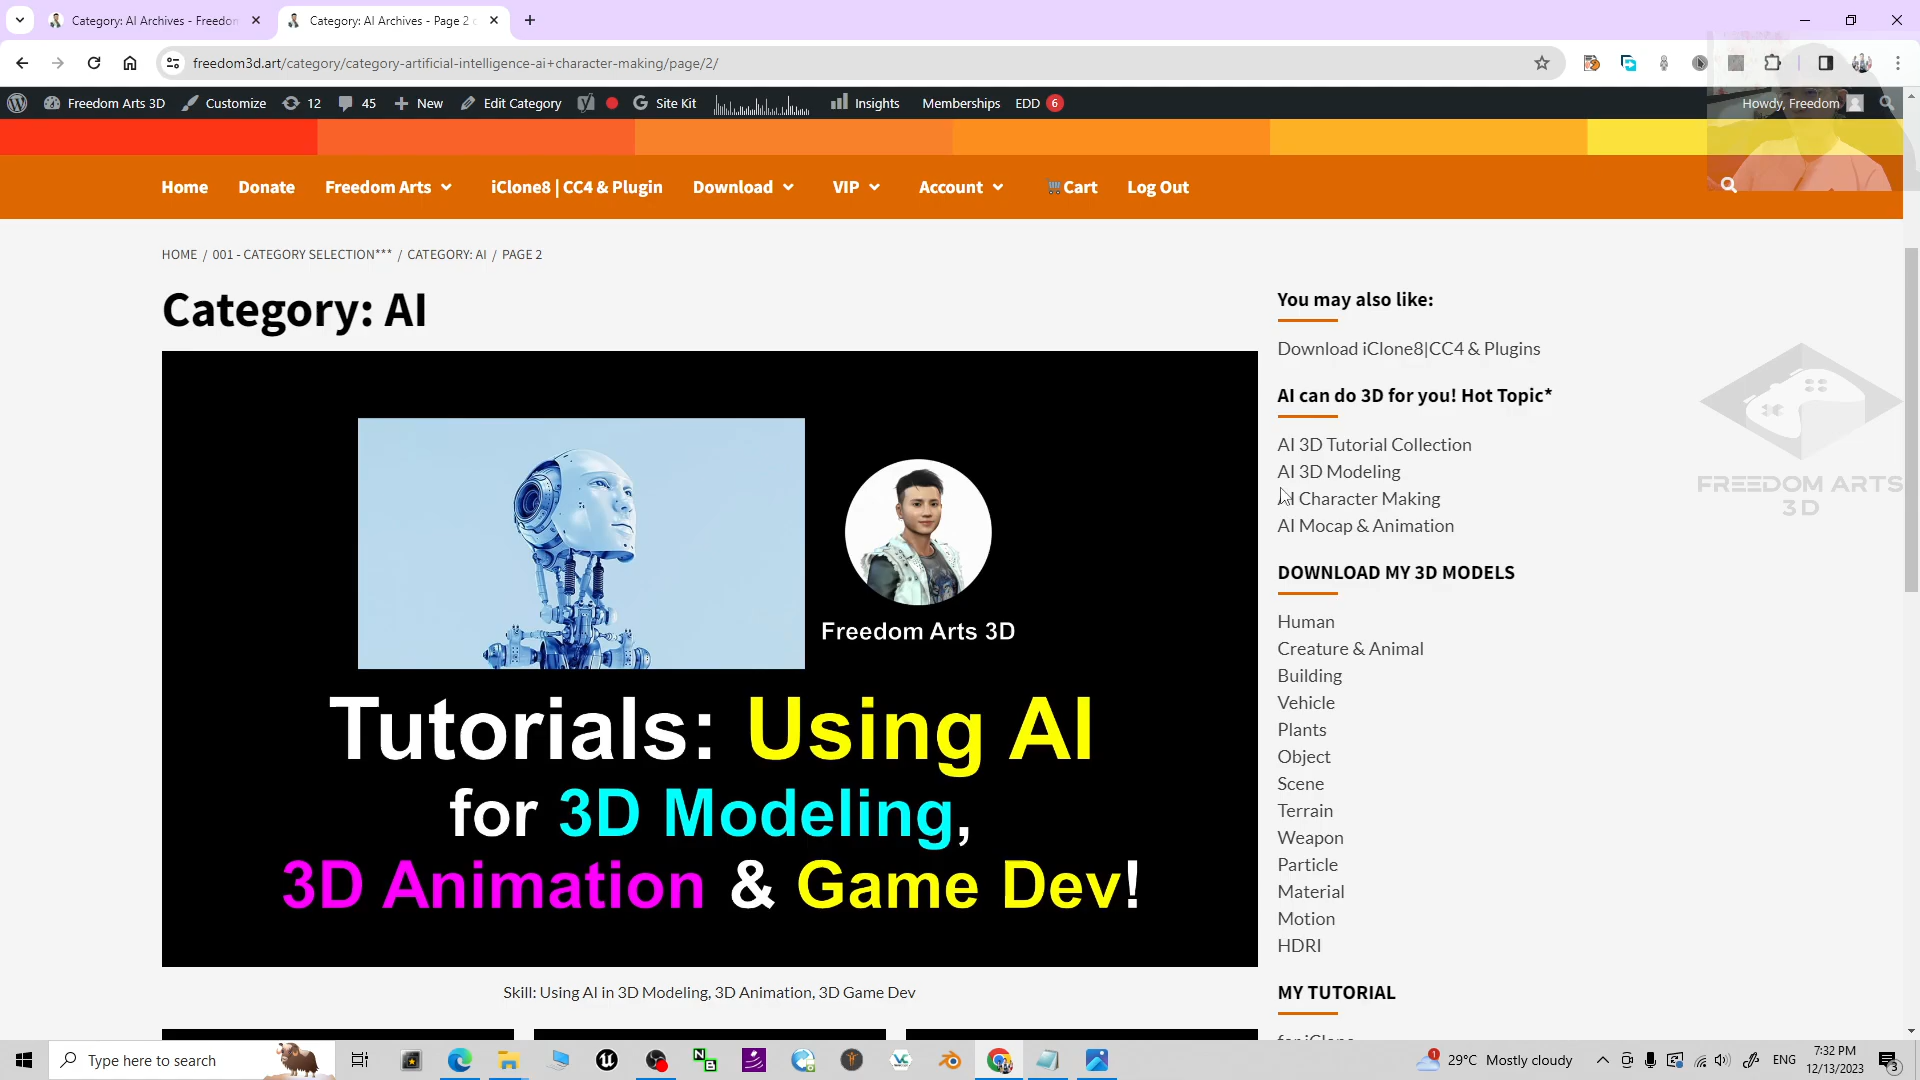 Category: AI Archives - Freedom
Category: AI Archives - Page 2
freedom3d.art/category/category-artificial-intelligence-ai+character-making/page/2/
Freedom Arts 3D
Customize
12
45
New
Edit Category
Site Kit
Insights
Memberships
EDD 6
Howdy, Freedom
Home
Donate
Freedom Arts
iClone8 | CC4 & Plugin
Download
VIP
Account
Cart
Log Out
HOME / 001 - CATEGORY SELECTION*** / CATEGORY: AI / PAGE 2
Category: AI
Freedom Arts 3D
Tutorials: Using AI
for 3D Modeling,
3D Animation & Game Dev!
Skill: Using AI in 3D Modeling, 3D Animation, 3D Game Dev
You may also like:
Download iClone8|CC4 & Plugins
AI can do 3D for you! Hot Topic*
AI 3D Tutorial Collection
AI 3D Modeling
AI Character Making
AI Mocap & Animation
DOWNLOAD MY 3D MODELS
Human
Creature & Animal
Building
Vehicle
Plants
Object
Scene
Terrain
Weapon
Particle
Material
Motion
HDRI
MY TUTORIAL
for iClone
FREEDOM ARTS
3D
Type here to search
1
29°C Mostly cloudy
ENG
7:32 PM
12/13/2023
3